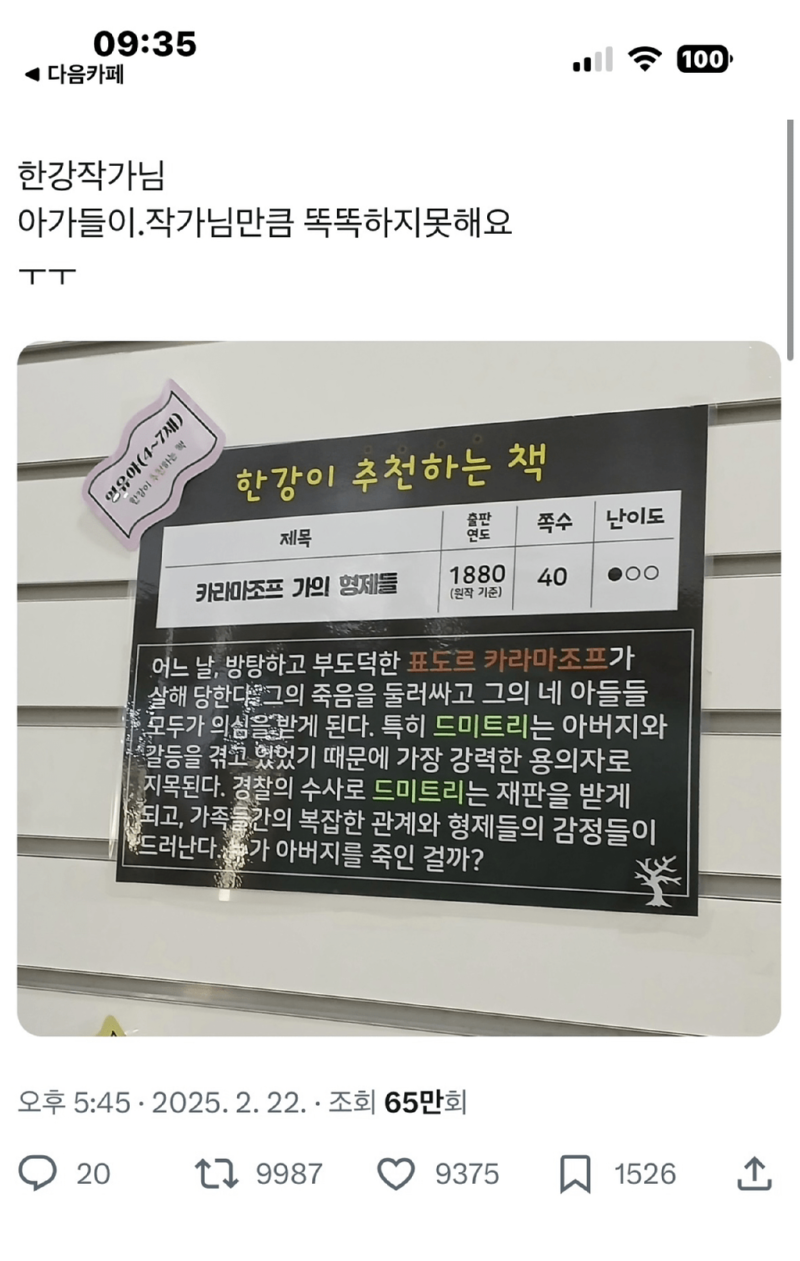 09:35
◀ 다음카페
100
한강작가님
아가들이.작가님만큼 똑똑하지못해요
ㅜㅜ
영유아(4~7세)
한강이 추천하는 책
한강이 추천하는 책
제목
출판
연도
쪽수
난이도
카라마조프 가의 형제들
1880
(원작 기준)
40
●○○
어느 날, 방탕하고 부도덕한 표도르 카라마조프가
살해 당한다. 그의 죽음을 둘러싸고 그의 네 아들들
모두가 의심을 받게 된다. 특히 드미트리는 아버지와
갈등을 겪고 있었기 때문에 가장 강력한 용의자로
지목된다. 경찰의 수사로 드미트리는 재판을 받게
되고, 가족들간의 복잡한 관계와 형제들의 감정들이
드러난다. 가 아버지를 죽인 걸까?
오후 5:45 · 2025. 2. 22. · 조회 65만회
20
9987
9375
1526